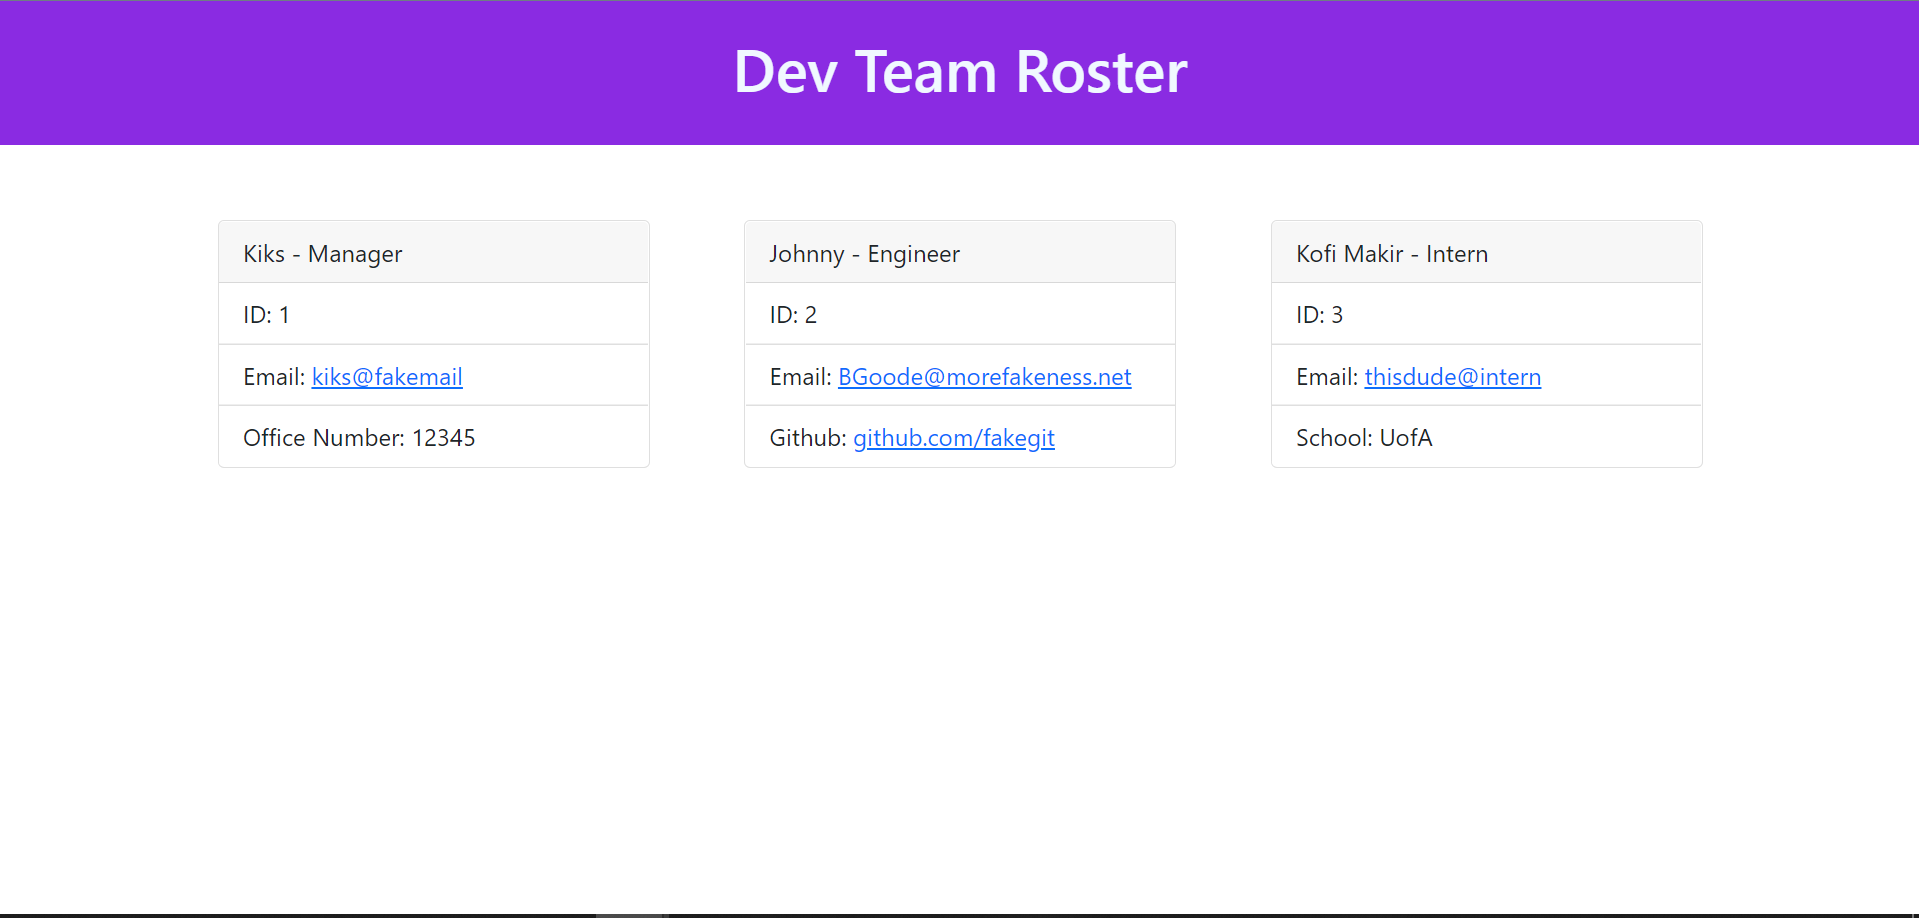 Dev Team Roster
Kiks - Manager
ID: 1
Email: kiks@fakemail
Office Number: 12345
Johnny - Engineer
ID: 2
Email: BGoode@morefakeness.net
Github: github.com/fakegit
Kofi Makir - Intern
ID: 3
Email: thisdude@intern
School: UofA